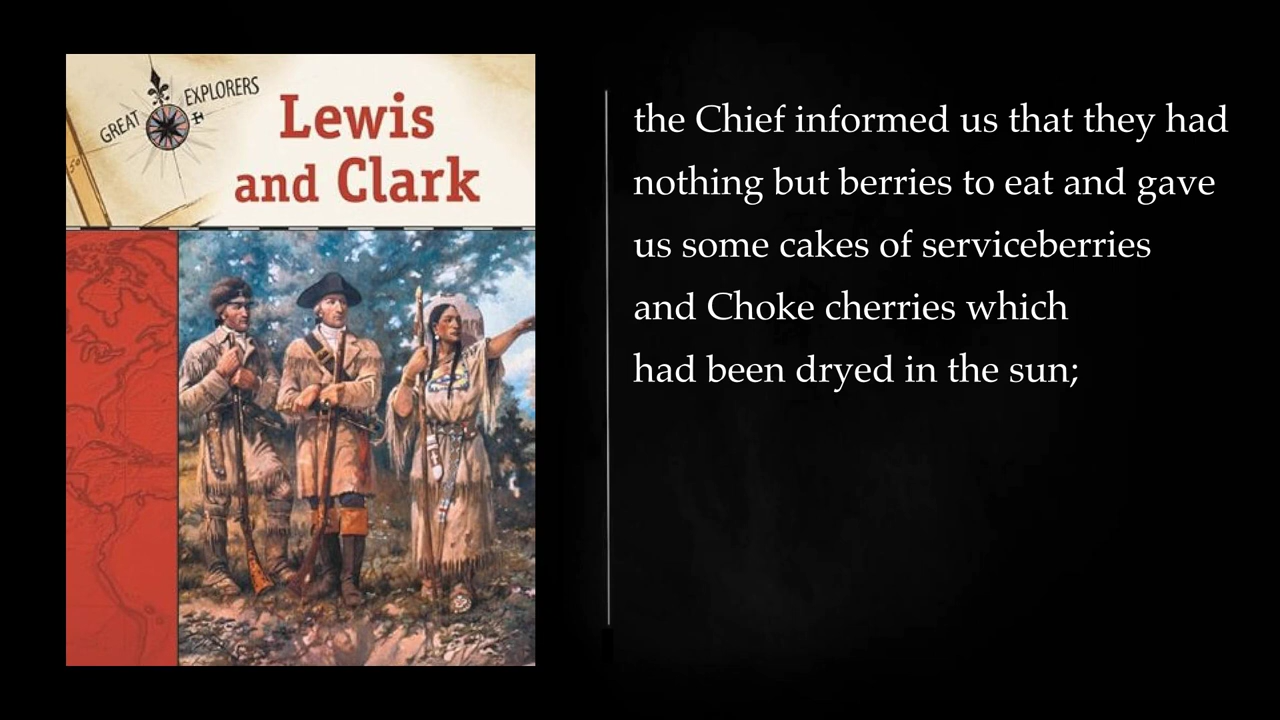 GREAT EXPLORERS
Lewis
and Clark
50
the Chief informed us that they had
nothing but berries to eat and gave
us some cakes of serviceberries
and Choke cherries which
had been dryed in the sun;